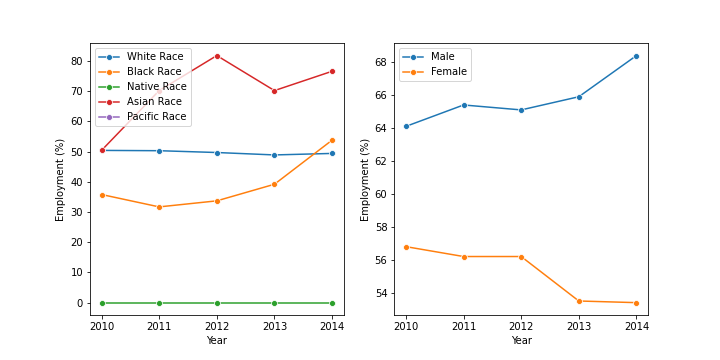 White Race
Black Race
Native Race
Asian Race
Pacific Race
Employment (%)
80
70
60
50
40
30
20
10
0
2010 2011 2012 2013 2014
Year
Male
Female
Employment (%)
68
66
64
62
60
58
56
54
2010 2011 2012 2013 2014
Year